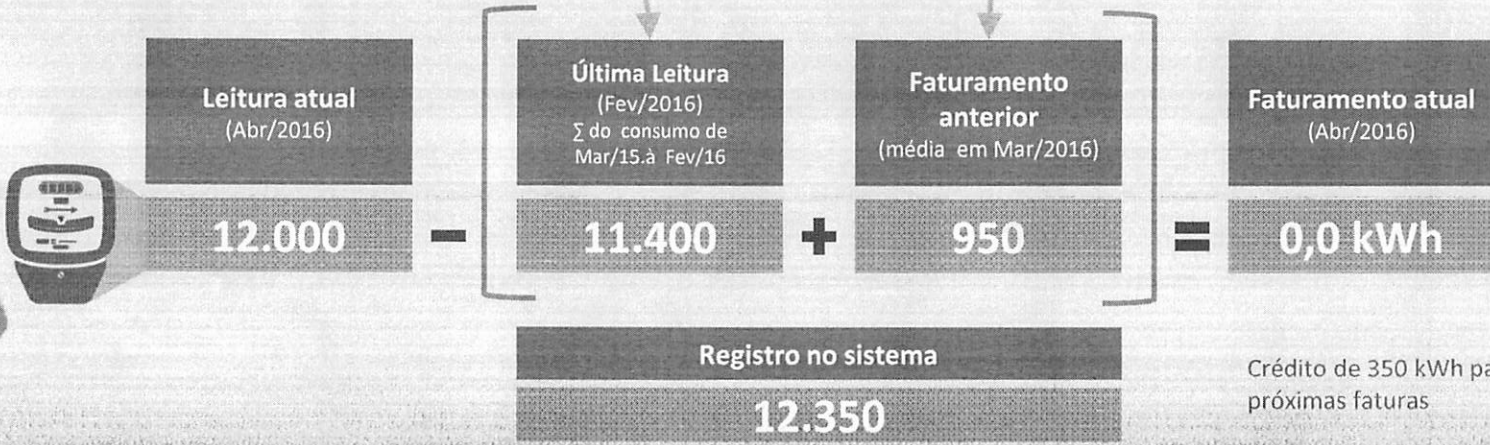 Leitura atual
(Abr/2016)
12.000
-
Última Leitura
(Fev/2016)
∑ do consumo de
Mar/15.à Fev/16
11.400
+
Faturamento
anterior
(média em Mar/2016)
950
=
Faturamento atual
(Abr/2016)
0,0 kWh
Registro no sistema
12.350
Crédito de 350 kWh
próximas faturas